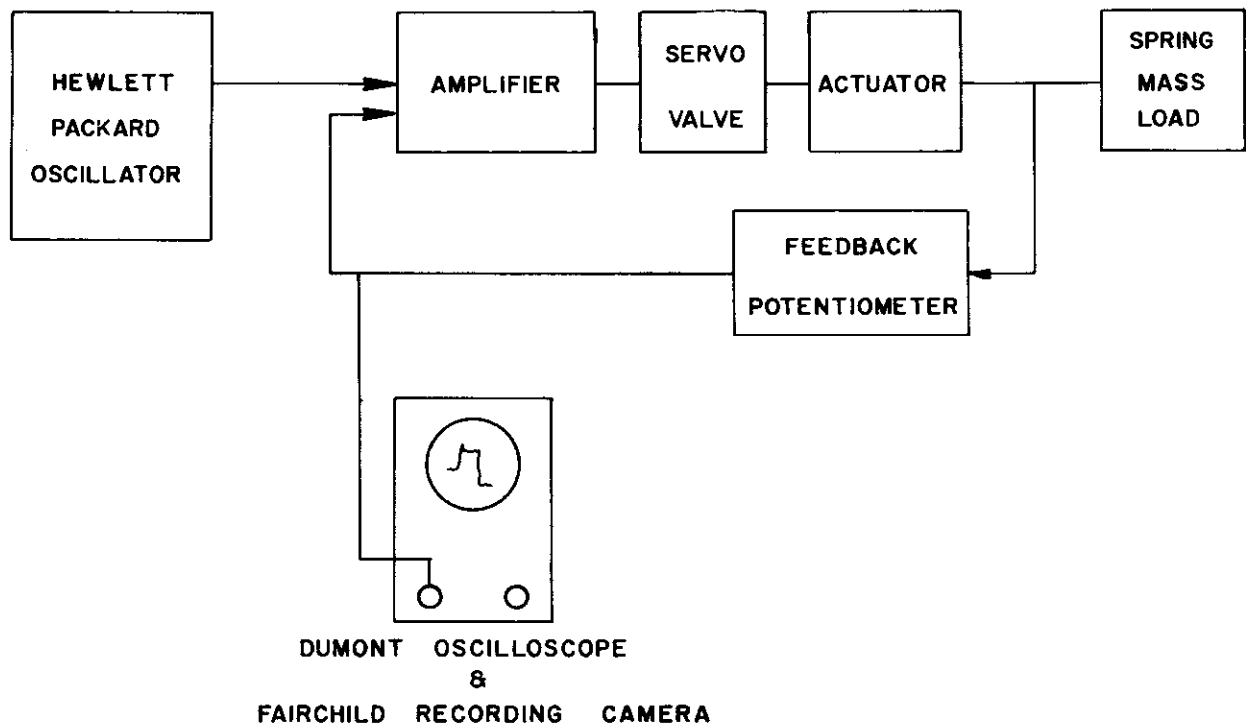 HEWLETT
PACKARD
OSCILLATOR
AMPLIFIER
SERVO
VALVE
ACTUATOR
SPRING
MASS
LOAD
FEEDBACK
POTENTIOMETER
DUMONT OSCILLOSCOPE
&
FAIRCHILD RECORDING CAMERA